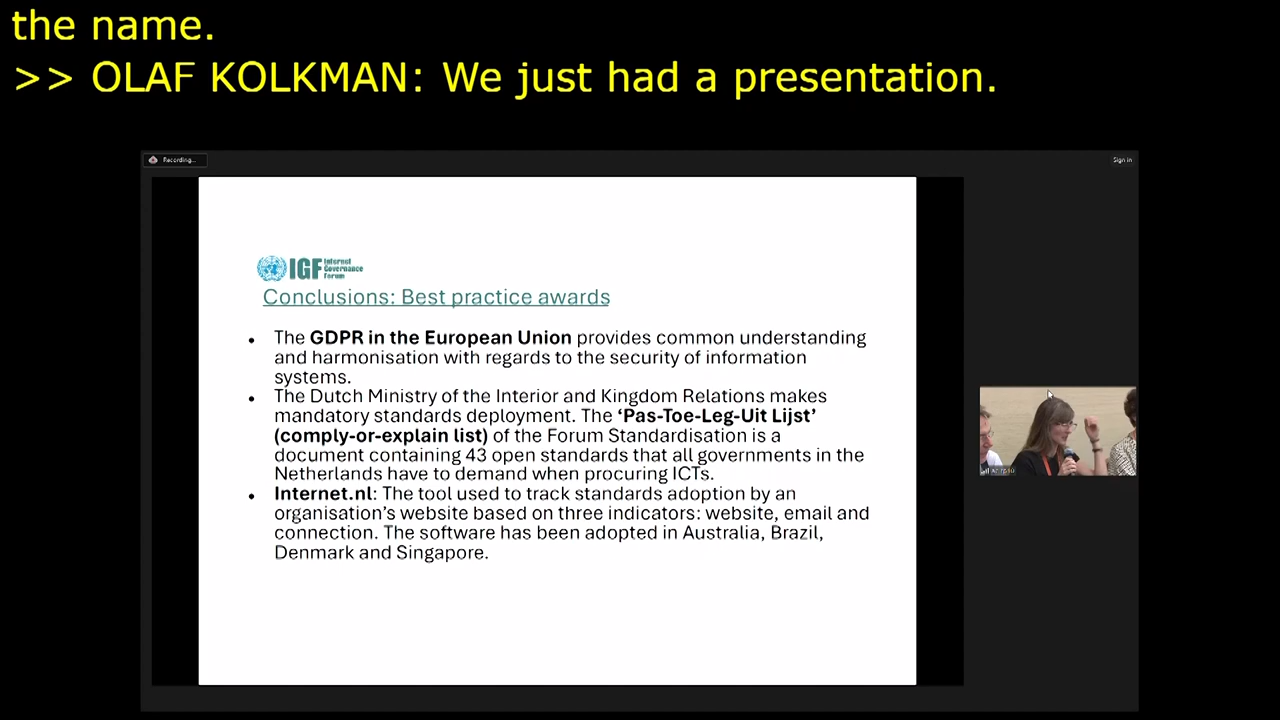 the name.
>> OLAF KOLKMAN: We just had a presentation.
Recording...
Sign in
IGF Internet
Governance
Forum
Conclusions: Best practice awards
• The GDPR in the European Union provides common understanding
and harmonisation with regards to the security of information
systems.
• The Dutch Ministry of the Interior and Kingdom Relations makes
mandatory standards deployment. The ‘Pas-Toe-Leg-Uit Lijst’
(comply-or-explain list) of the Forum Standardisation is a
document containing 43 open standards that all governments in the
Netherlands have to demand when procuring ICTs.
• Internet.nl: The tool used to track standards adoption by an
organisation’s website based on three indicators: website, email and
connection. The software has been adopted in Australia, Brazil,
Denmark and Singapore.